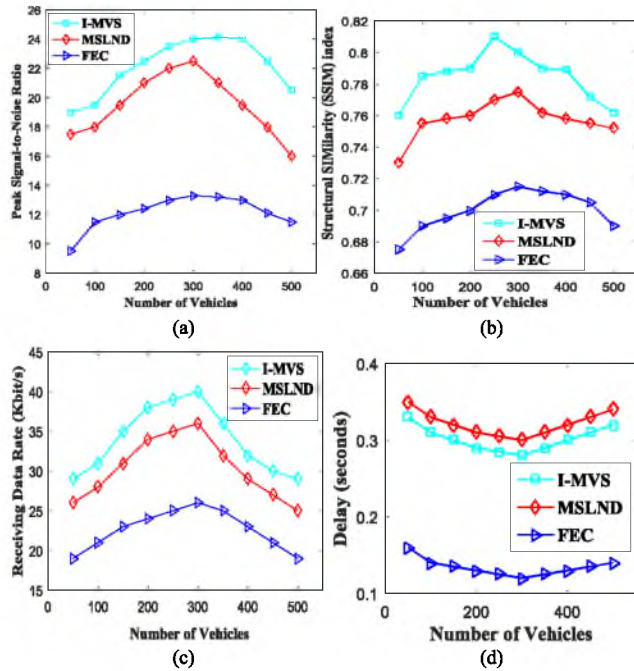 28
26
24
22
20
18
16
14
12
10
8
6
Peak Signal-to-Noise Ratio
I-MVS
MSLND
FEC
0 100 200 300 400 500
Number of Vehicles
(a)
0.82
0.8
0.78
0.76
0.74
0.72
0.7
0.68
0.66
Structural SIMilarity (SSIM) index
I-MVS
MSLND
FEC
0 100 200 300 400 500
Number of Vehicles
(b)
45
40
35
30
25
20
15
Receiving Data Rate (Kbit/s)
I-MVS
MSLND
FEC
0 100 200 300 400 500
Number of Vehicles
(c)
0.4
0.3
0.2
0.1
Delay (seconds)
I-MVS
MSLND
FEC
0 200 400
Number of Vehicles
(d)